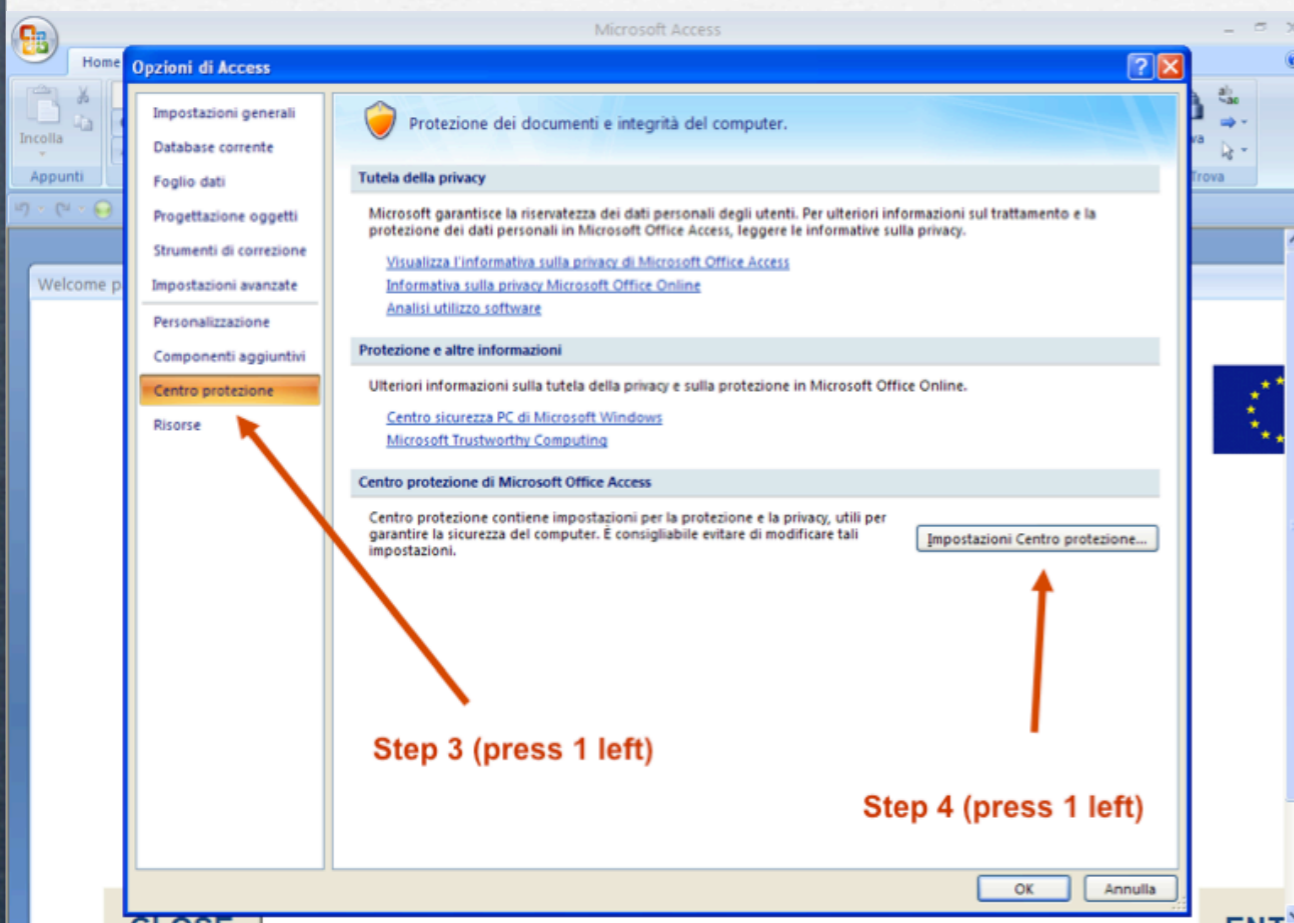 Microsoft Access
Home
Opzioni di Access
Incolla
Appunti
Trova
Welcome
Impostazioni generali
Database corrente
Foglio dati
Progettazione oggetti
Strumenti di correzione
Impostazioni avanzate
Personalizzazione
Componenti aggiuntivi
Centro protezione
Risorse
Protezione dei documenti e integrità del computer.
Tutela della privacy
Microsoft garantisce la riservatezza dei dati personali degli utenti. Per ulteriori informazioni sul trattamento e la
protezione dei dati personali in Microsoft Office Access, leggere le informative sulla privacy.
Visualizza l'informativa sulla privacy di Microsoft Office Access
Informativa sulla privacy Microsoft Office Online
Analisi utilizzo software
Protezione e altre informazioni
Ulteriori informazioni sulla tutela della privacy e sulla protezione in Microsoft Office Online.
Centro sicurezza PC di Microsoft Windows
Microsoft Trustworthy Computing
Centro protezione di Microsoft Office Access
Centro protezione contiene impostazioni per la protezione e la privacy, utili per
garantire la sicurezza del computer. È consigliabile evitare di modificare tali
impostazioni.
Impostazioni Centro protezione...
Step 3 (press 1 left)
Step 4 (press 1 left)
OK
Annulla
CLOSE